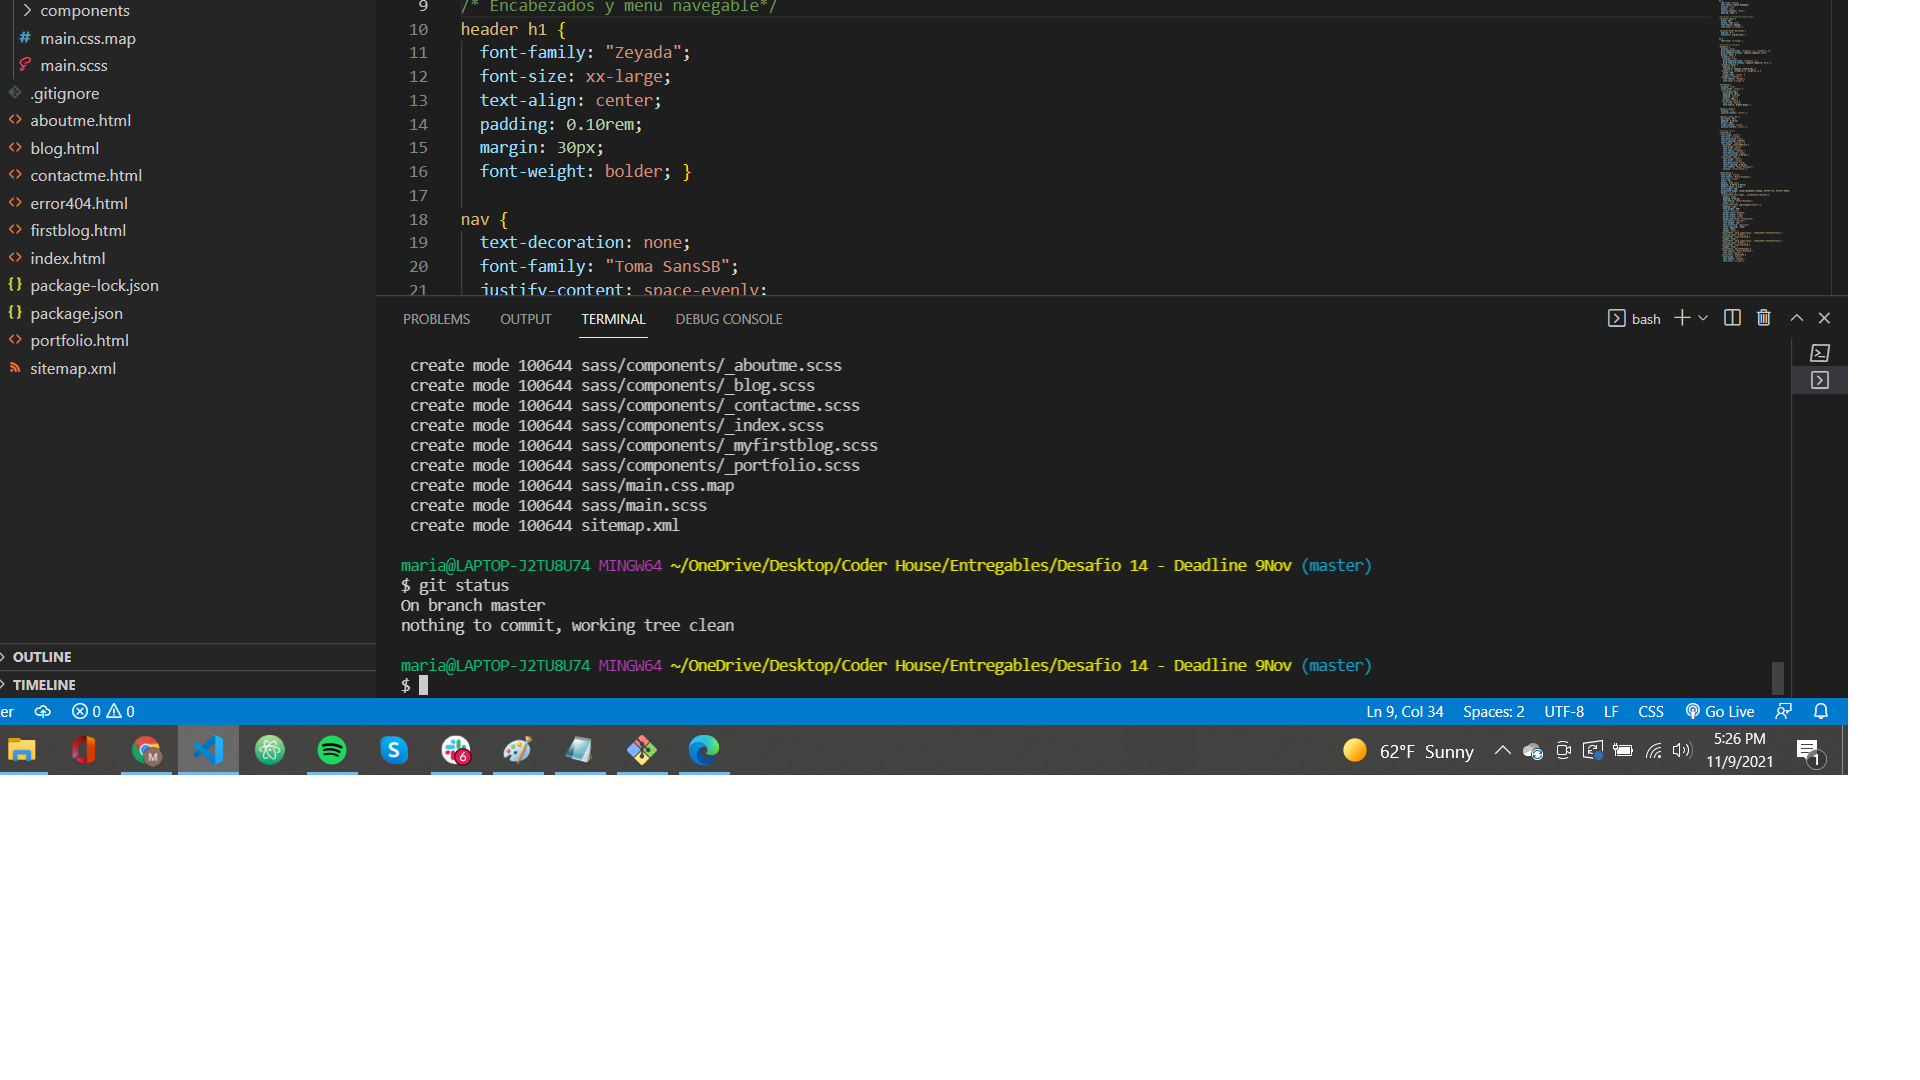 components
main.css.map
main.scss
.gitignore
aboutme.html
blog.html
contactme.html
error404.html
firstblog.html
index.html
package-lock.json
package.json
portfolio.html
sitemap.xml
OUTLINE
TIMELINE
9 /* Encabezados y menu navegable*/
10 header h1 {
11 font-family: "Zeyada";
12 font-size: xx-large;
13 text-align: center;
14 padding: 0.10rem;
15 margin: 30px;
16 font-weight: bolder; }
17
18 nav {
19 text-decoration: none;
20 font-family: "Toma SansSB";
21 justify-content: space-evenly;
PROBLEMS OUTPUT TERMINAL DEBUG CONSOLE bash
create mode 100644 sass/components/_aboutme.scss
create mode 100644 sass/components/_blog.scss
create mode 100644 sass/components/_contactme.scss
create mode 100644 sass/components/_index.scss
create mode 100644 sass/components/_myfirstblog.scss
create mode 100644 sass/components/_portfolio.scss
create mode 100644 sass/main.css.map
create mode 100644 sass/main.scss
create mode 100644 sitemap.xml
maria@LAPTOP-J2TU8U74 MINGW64 ~/OneDrive/Desktop/Coder House/Entregables/Desafio 14 - Deadline 9Nov (master)
$ git status
On branch master
nothing to commit, working tree clean
maria@LAPTOP-J2TU8U74 MINGW64 ~/OneDrive/Desktop/Coder House/Entregables/Desafio 14 - Deadline 9Nov (master)
$
er 0 0 Ln 9, Col 34 Spaces: 2 UTF-8 LF CSS Go Live
M S 6 62°F Sunny 5:26 PM
11/9/2021 1